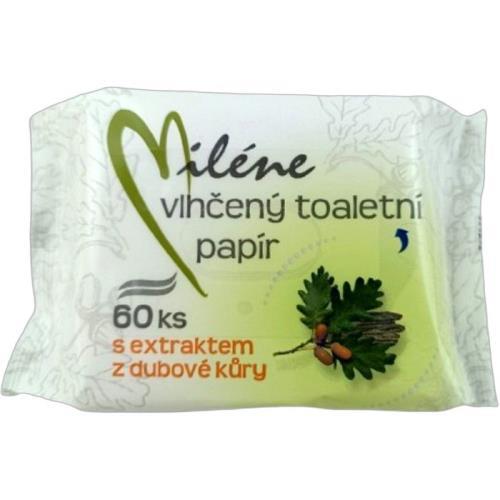 Miléne
vlhčený toaletní
papír
60 ks
s extraktem
z dubové kůry